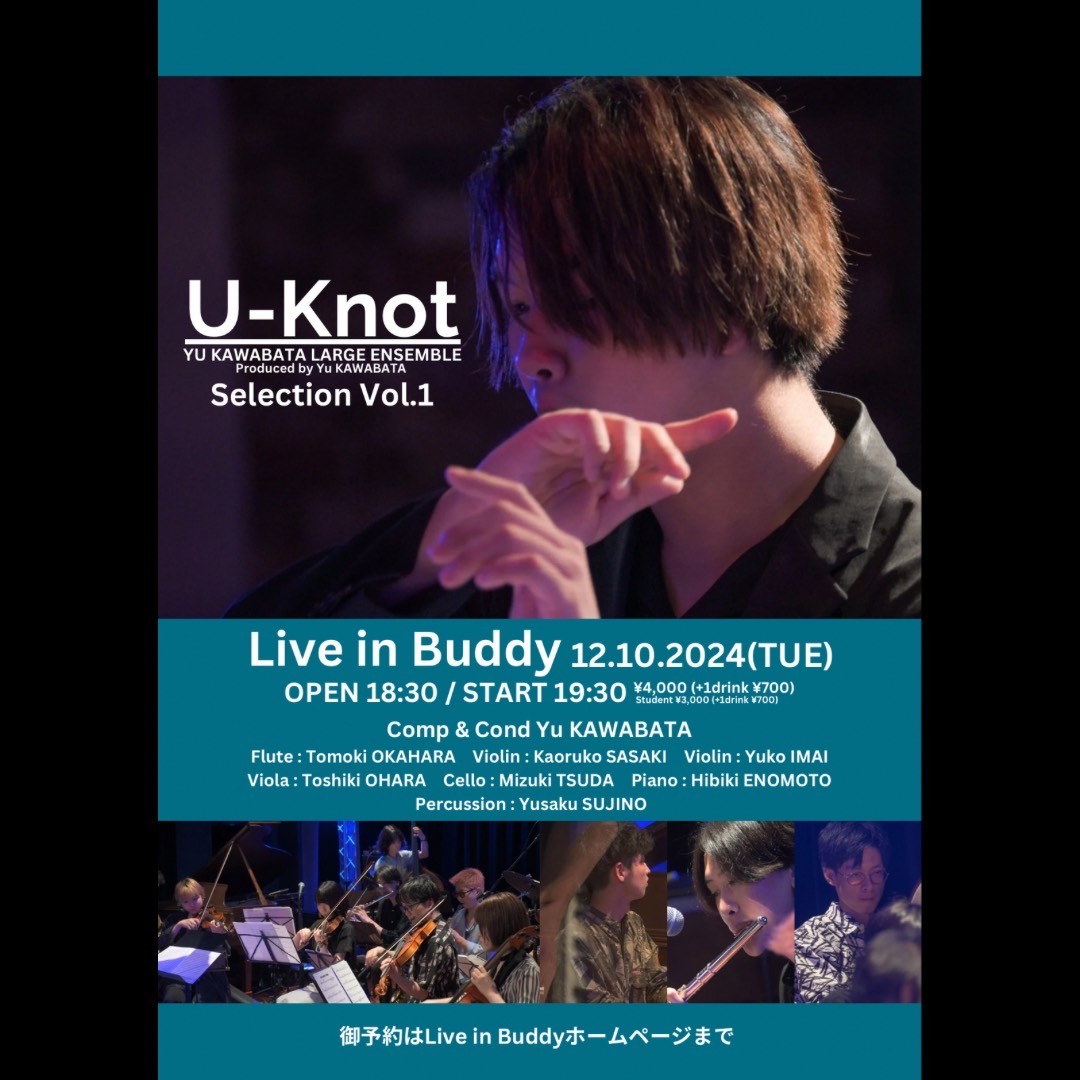 U-Knot
YU KAWABATA LARGE ENSEMBLE
Produced by Yu KAWABATA
Selection Vol.1
Live in Buddy 12.10.2024(TUE)
OPEN 18:30 / START 19:30 ¥4,000 (+1drink ¥700)
Student ¥3,000 (+1drink ¥700)
Comp & Cond Yu KAWABATA
Flute : Tomoki OKAHARA Violin : Kaoruko SASAKI Violin : Yuko IMAI
Viola : Toshiki OHARA Cello : Mizuki TSUDA Piano : Hibiki ENOMOTO
Percussion : Yusaku SUJINO
御予約はLive in Buddyホームページまで